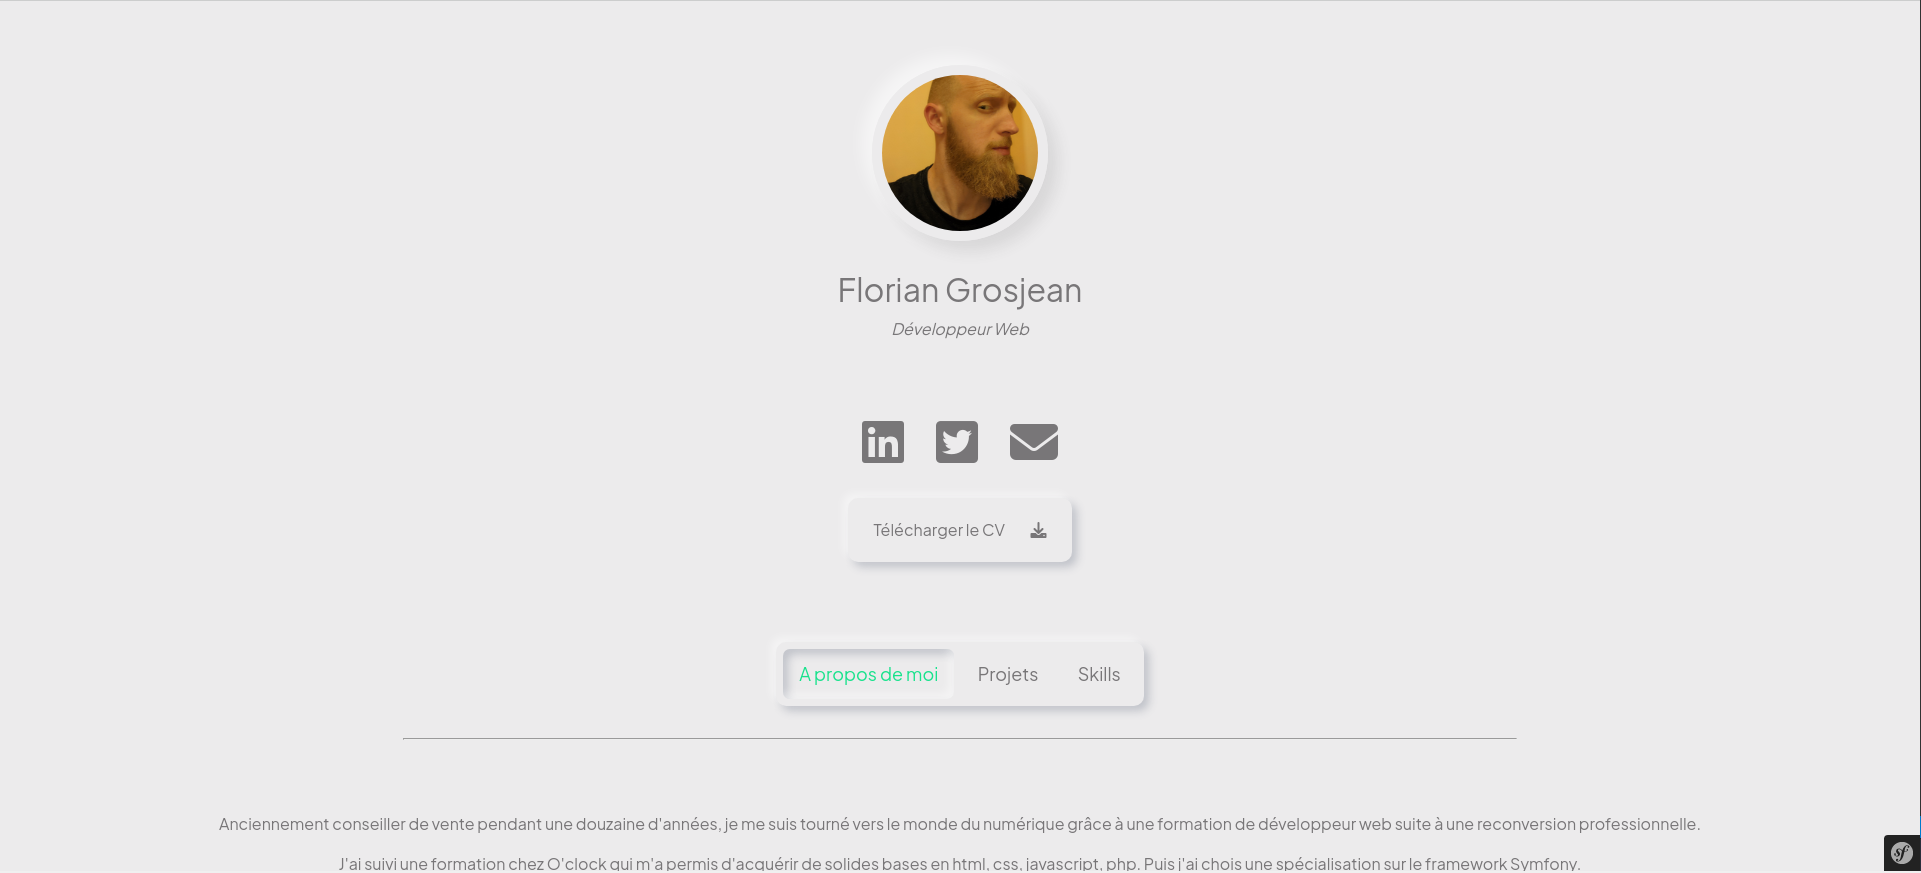 Florian Grosjean
Développeur Web
in
Télécharger le CV
A propos de moi Projets Skills
Anciennement conseiller de vente pendant une douzaine d'années, je me suis tourné vers le monde du numérique grâce à une formation de développeur web suite à une reconversion professionnelle.
J'ai suivi une formation chez O'clock qui m'a permis d'acquérir de solides bases en html, css, javascript, php. Puis j'ai chois une spécialisation sur le framework Symfony.
sf